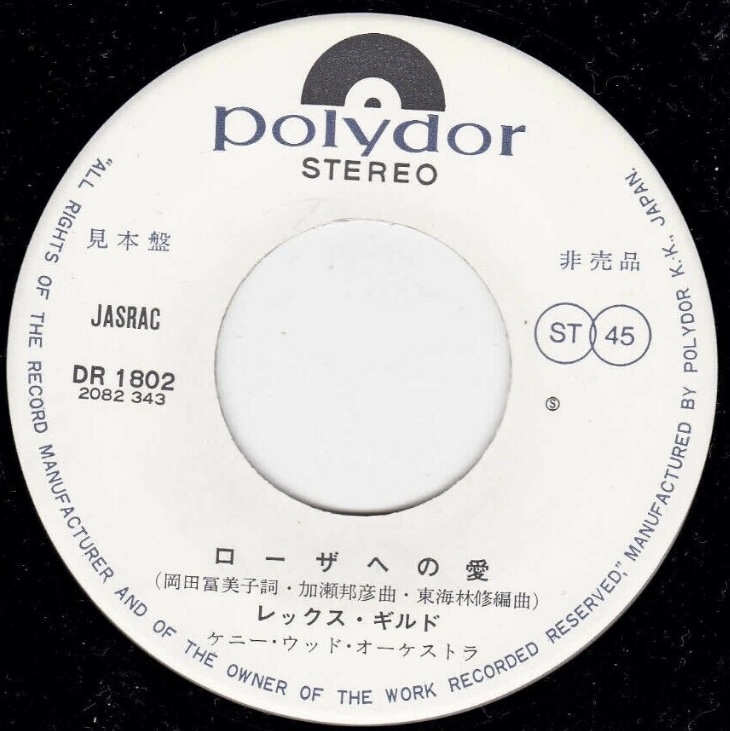 polydor
STEREO
見本盤
非売品
JASRAC
ST 45
DR 1802
2082 343
Ⓢ
ローザへの愛
(岡田冨美子詞・加瀬邦彦曲・東海林修編曲)
レックス・ギルド
ケニー・ウッド・オーケストラ
"ALL RIGHTS OF THE RECORD MANUFACTURER AND OF THE OWNER OF THE WORK RECORDED RESERVED," MANUFACTURED BY POLYDOR K.K., JAPAN.